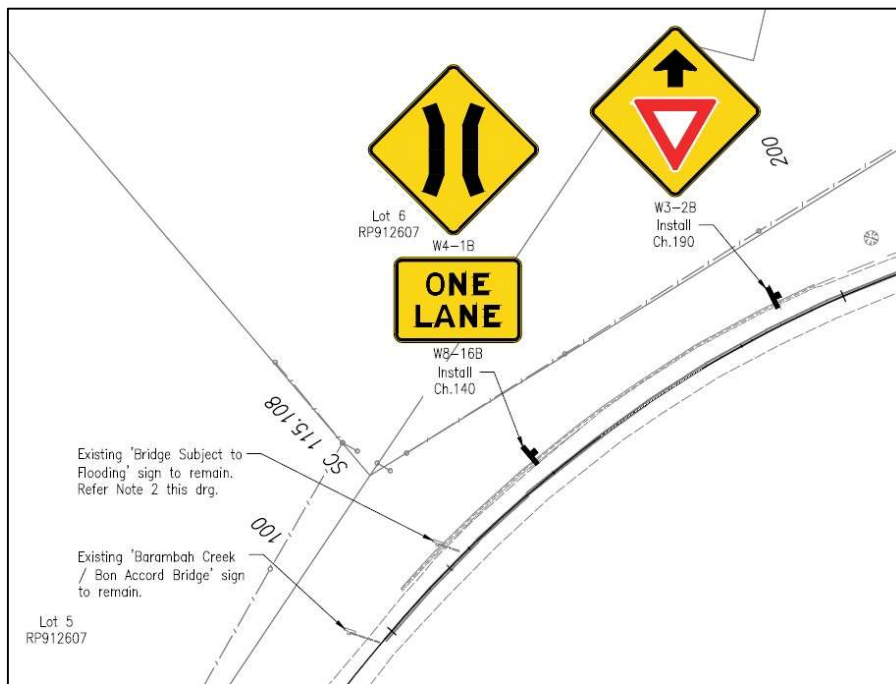 200
Lot 6
RP912607
W4-1B
ONE
LANE
W8-16B
Install
Ch.140
W3-2B
Install
Ch.190
SC 115.108
Existing 'Bridge Subject to
Flooding' sign to remain.
Refer Note 2 this drg.
100
Existing 'Barambah Creek
/ Bon Accord Bridge' sign
to remain.
Lot 5
RP912607